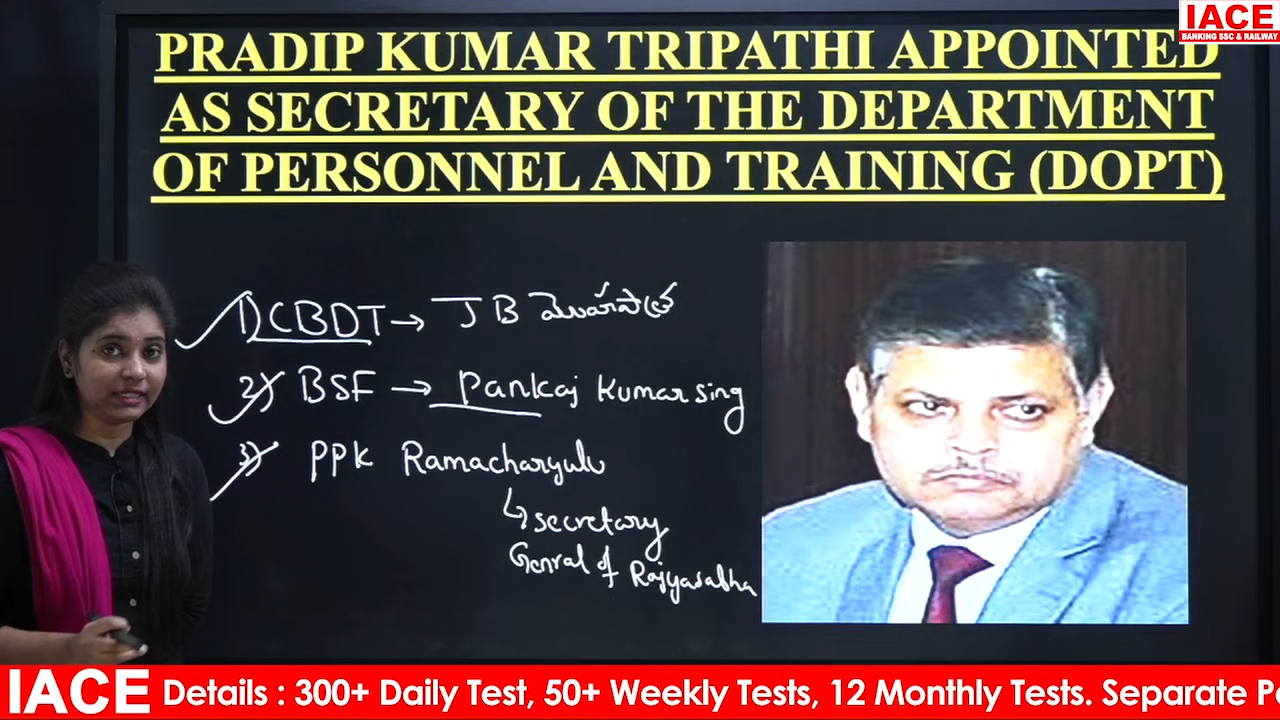 IACE
BANKING SSC & RAILWAY
PRADIP KUMAR TRIPATHI APPOINTED
AS SECRETARY OF THE DEPARTMENT
OF PERSONNEL AND TRAINING (DOPT)
1) CBDT → J B
2) BSF → Pankaj Kumar sing
3) PPK Ramacharyulu
↳ secretary
Genral of Rajyasabha
IACE Details : 300+ Daily Test, 50+ Weekly Tests, 12 Monthly Tests. Separate